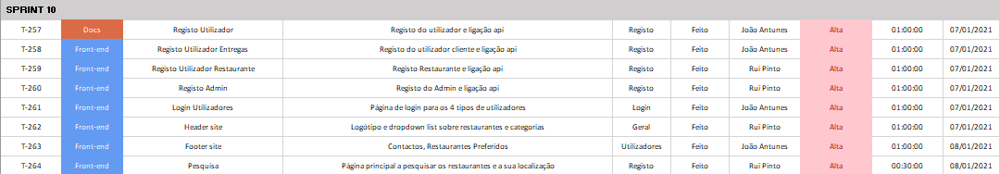 SPRINT 10
T-257 Docs Registo Utilizador Registo do utilizador e ligação api Registo Feito João Antunes Alta 01:00:00 07/01/2021
T-258 Front-end Registo Utilizador Entregas Registo do utilizador cliente e ligação api Registo Feito João Antunes Alta 01:00:00 07/01/2021
T-259 Front-end Registo Utilizador Restaurante Registo Restaurante e ligação api Registo Feito Rui Pinto Alta 01:00:00 07/01/2021
T-260 Front-end Registo Admin Registo do Admin e ligação api Registo Feito Rui Pinto Alta 01:00:00 07/01/2021
T-261 Front-end Login Utilizadores Página de login para os 4 tipos de utilizadores Login Feito João Antunes Alta 01:00:00 07/01/2021
T-262 Front-end Header site Logótipo e dropdown list sobre restaurantes e categorias Geral Feito Rui Pinto Alta 01:00:00 07/01/2021
T-263 Front-end Footer site Contactos, Restaurantes Preferidos Utilizadores Feito João Antunes Alta 01:00:00 08/01/2021
T-264 Front-end Pesquisa Página principal a pesquisar os restaurantes e a sua localização Registo Feito Rui Pinto Alta 00:30:00 08/01/2021